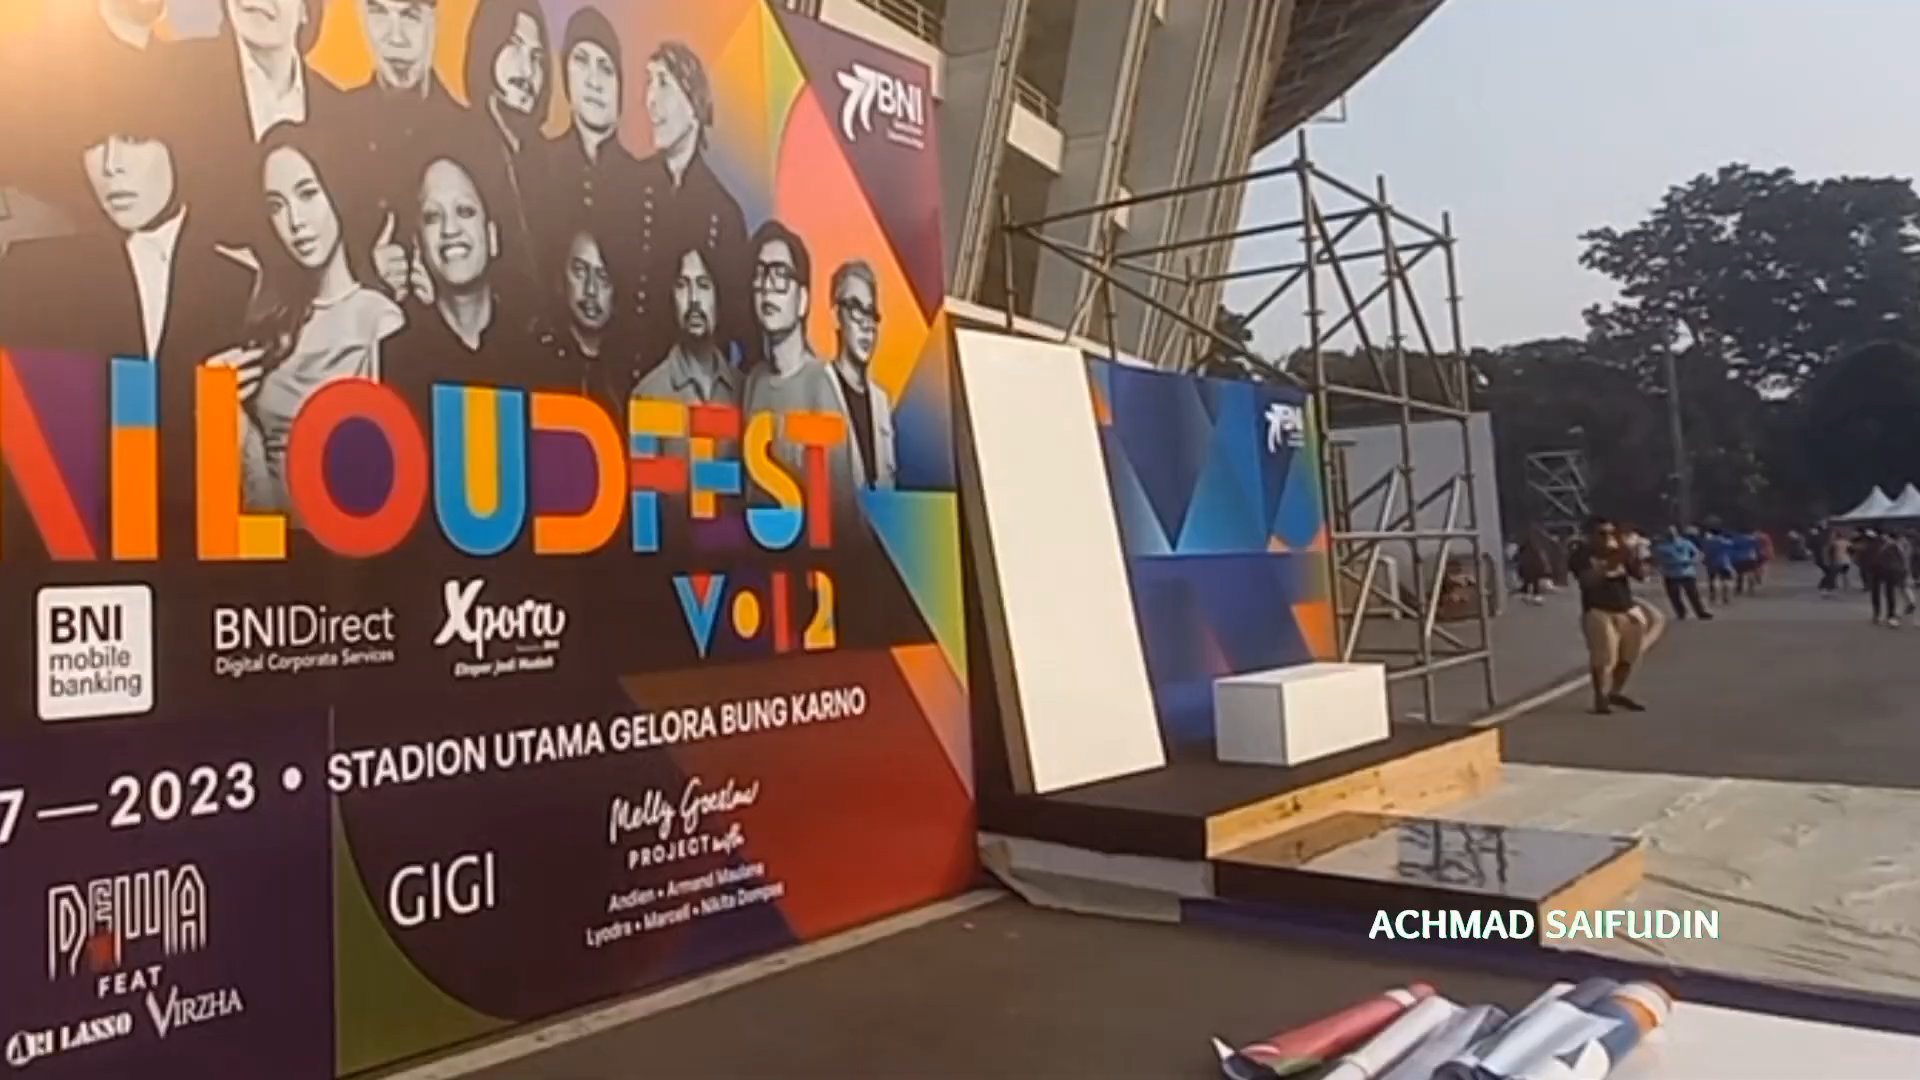 BNI
BNI
NI LOUDFEST
VOL 2
BNI
mobile
banking
BNIDirect
Digital Corporate Services
Xpora
7 — 2023 • STADION UTAMA GELORA BUNG KARNO
DEWA
FEAT
ARI LASSO VIRZHA
GIGI
Melly Goeslaw
PROJECT with
Andien • Armand Maulana
Lyodra • Marcell • Nikita Dompas
ACHMAD SAIFUDIN